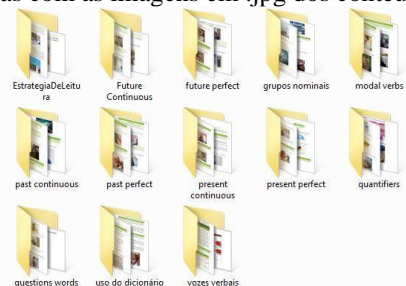 as com as imagens em .jpg dos conteú
EstrategiaDeLeitu
ra
Future
Continuous
future perfect
grupos nominais
modal verbs
past continuous
past perfect
present
continuous
present perfect
quantifiers
questions words
uso do dicionário
vozes verbais